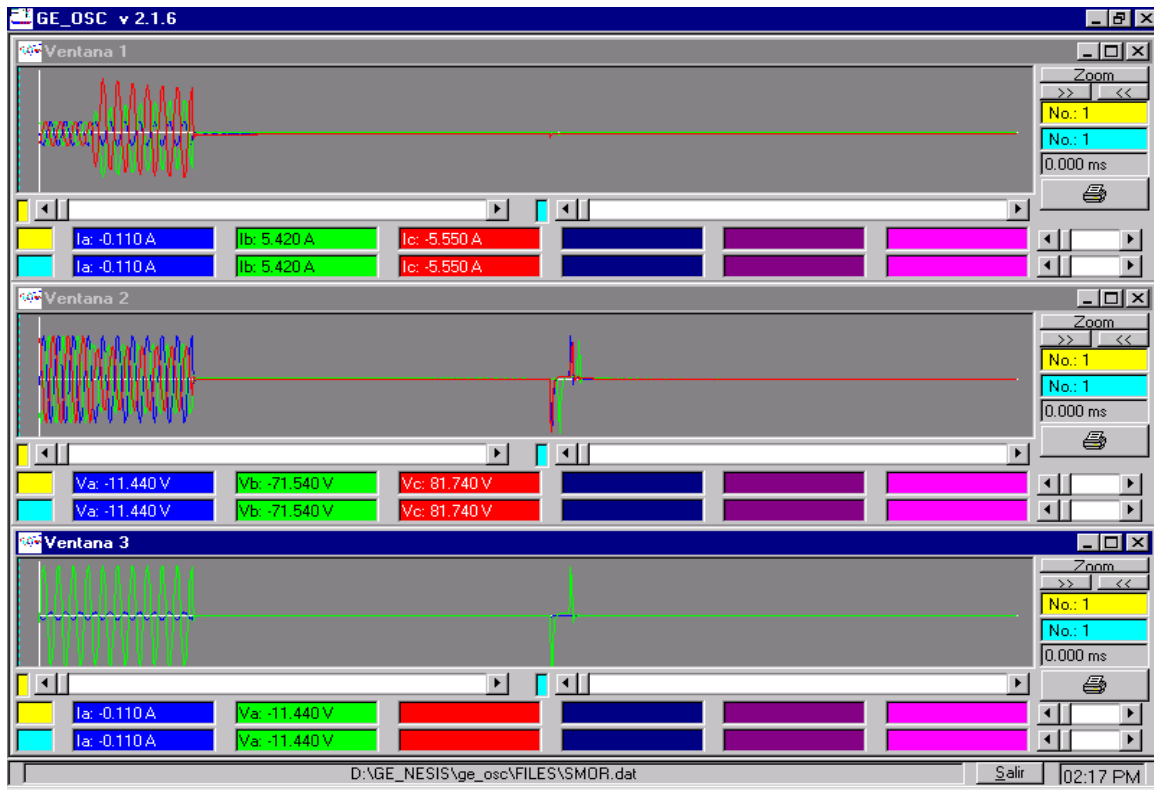 GE_OSC v 2.1.6
Ventana 1
Zoom
>> <<
No.: 1
No.: 1
0.000 ms
Ia: -0.110 A Ib: 5.420 A Ic: -5.550 A
Ia: -0.110 A Ib: 5.420 A Ic: -5.550 A
Ventana 2
Zoom
>> <<
No.: 1
No.: 1
0.000 ms
Va: -11.440 V Vb: -71.540 V Vc: 81.740 V
Va: -11.440 V Vb: -71.540 V Vc: 81.740 V
Ventana 3
Zoom
>> <<
No.: 1
No.: 1
0.000 ms
Ia: -0.110 A Va: -11.440 V
Ia: -0.110 A Va: -11.440 V
D:\GE_NESIS\ge_osc\FILES\SMOR.dat Salir 02:17 PM